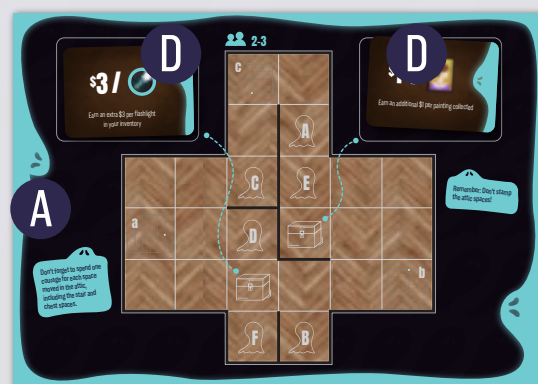 2-3
D
D
$3/
Earn an extra $3 per flashlight
in your inventory
Earn an additional $1 per painting collected
c
A
C
E
Remember: Don't stamp
the attic spaces!
A
a
D
b
Don't forget to spend one
courage for each space
moved in the attic,
including the stair and
chest spaces.
F
B